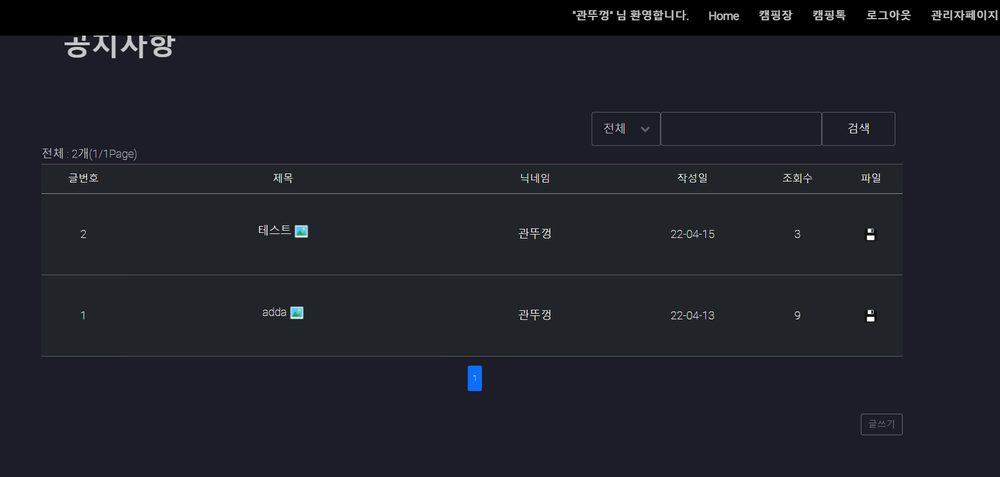 "관뚜껑" 님 환영합니다. Home 캠핑장 캠핑톡 로그아웃 관리자페이지
공지사항
전체 검색
전체 : 2개(1/1Page)
글번호 제목 닉네임 작성일 조회수 파일
2 테스트 관뚜껑 22-04-15 3
1 adda 관뚜껑 22-04-13 9
1
글쓰기